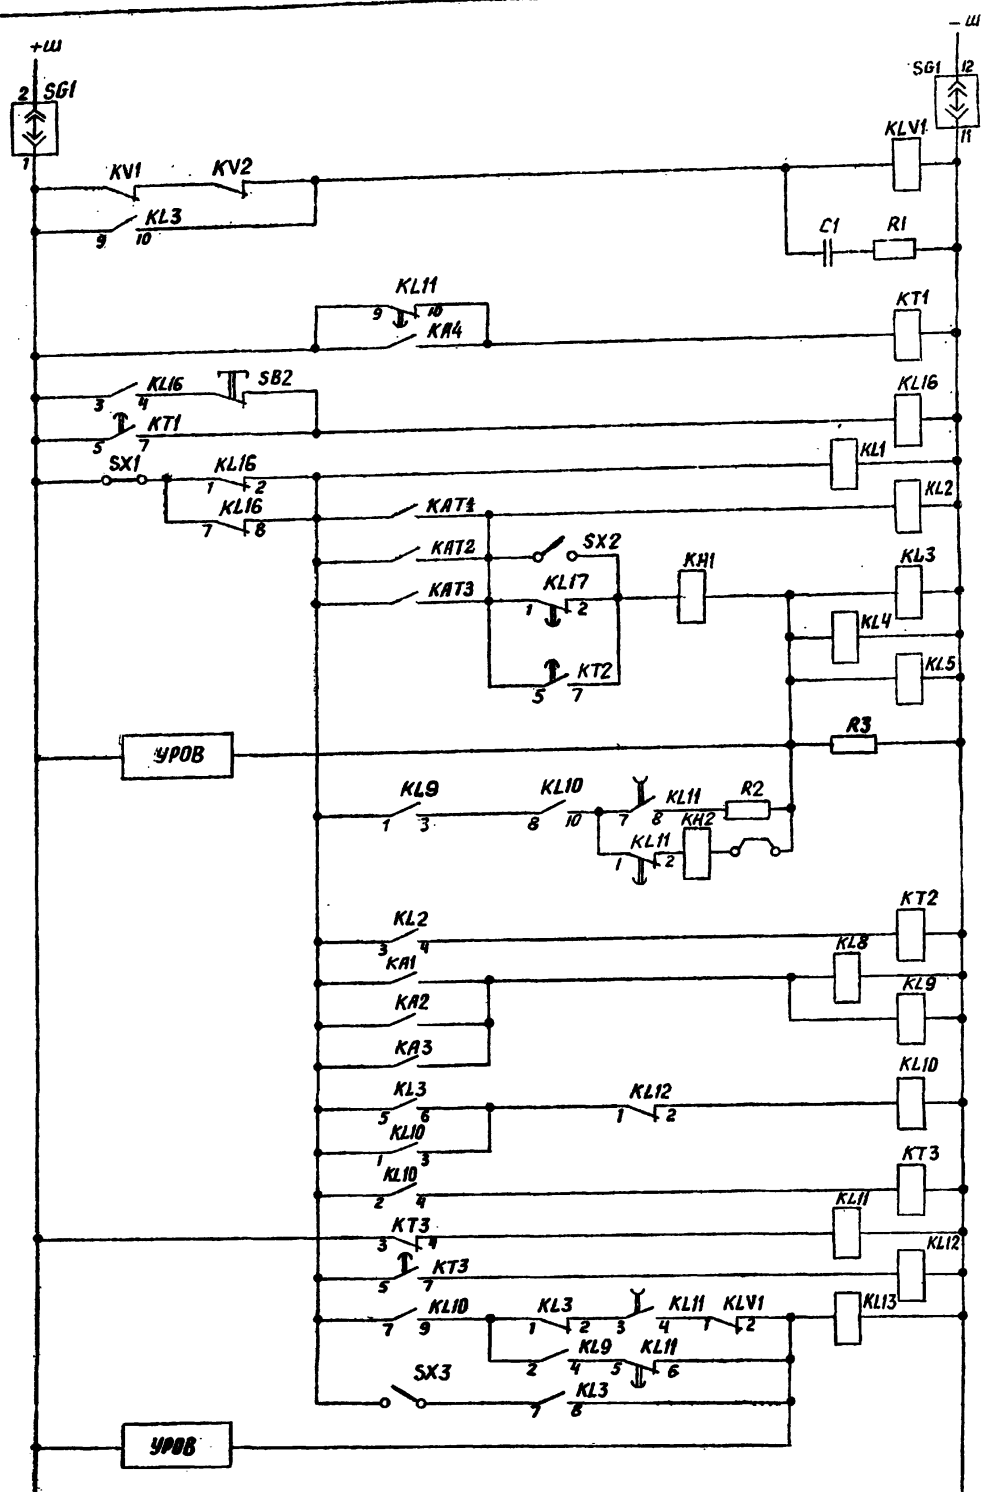 +Ш
- Ш
2 SG1
SG1 12
1
11
KV1 KV2 KLV1
9 KL3 10
C1 R1
KL11
9 10
KA4
KT1
3 KL16 4 SB2 KL16
5 KT1 7
SX1 1 KL16 2 KL1
7 KL16 8 KAT1 KL2
KAT2 SX2
KAT3 1 KL17 2 KH1 KL3
KL4
5 KT2 7 KL5
УРОВ R3
1 KL9 3 8 KL10 10 7 KL11 8 R2
1 KL11 2 KH2
3 KL2 4 KT2
KA1 KL8
KA2 KL9
KA3
5 KL3 6 1 KL12 2 KL10
1 KL10 3
2 KL10 4 KT3
3 KT3 4 KL11
5 KT3 7 KL12
7 KL10 9 1 KL3 2 3 KL11 4 1 KLV1 2 KL13
2 KL9 4 5 KL11 6
SX3 7 KL3 8
УРОВ